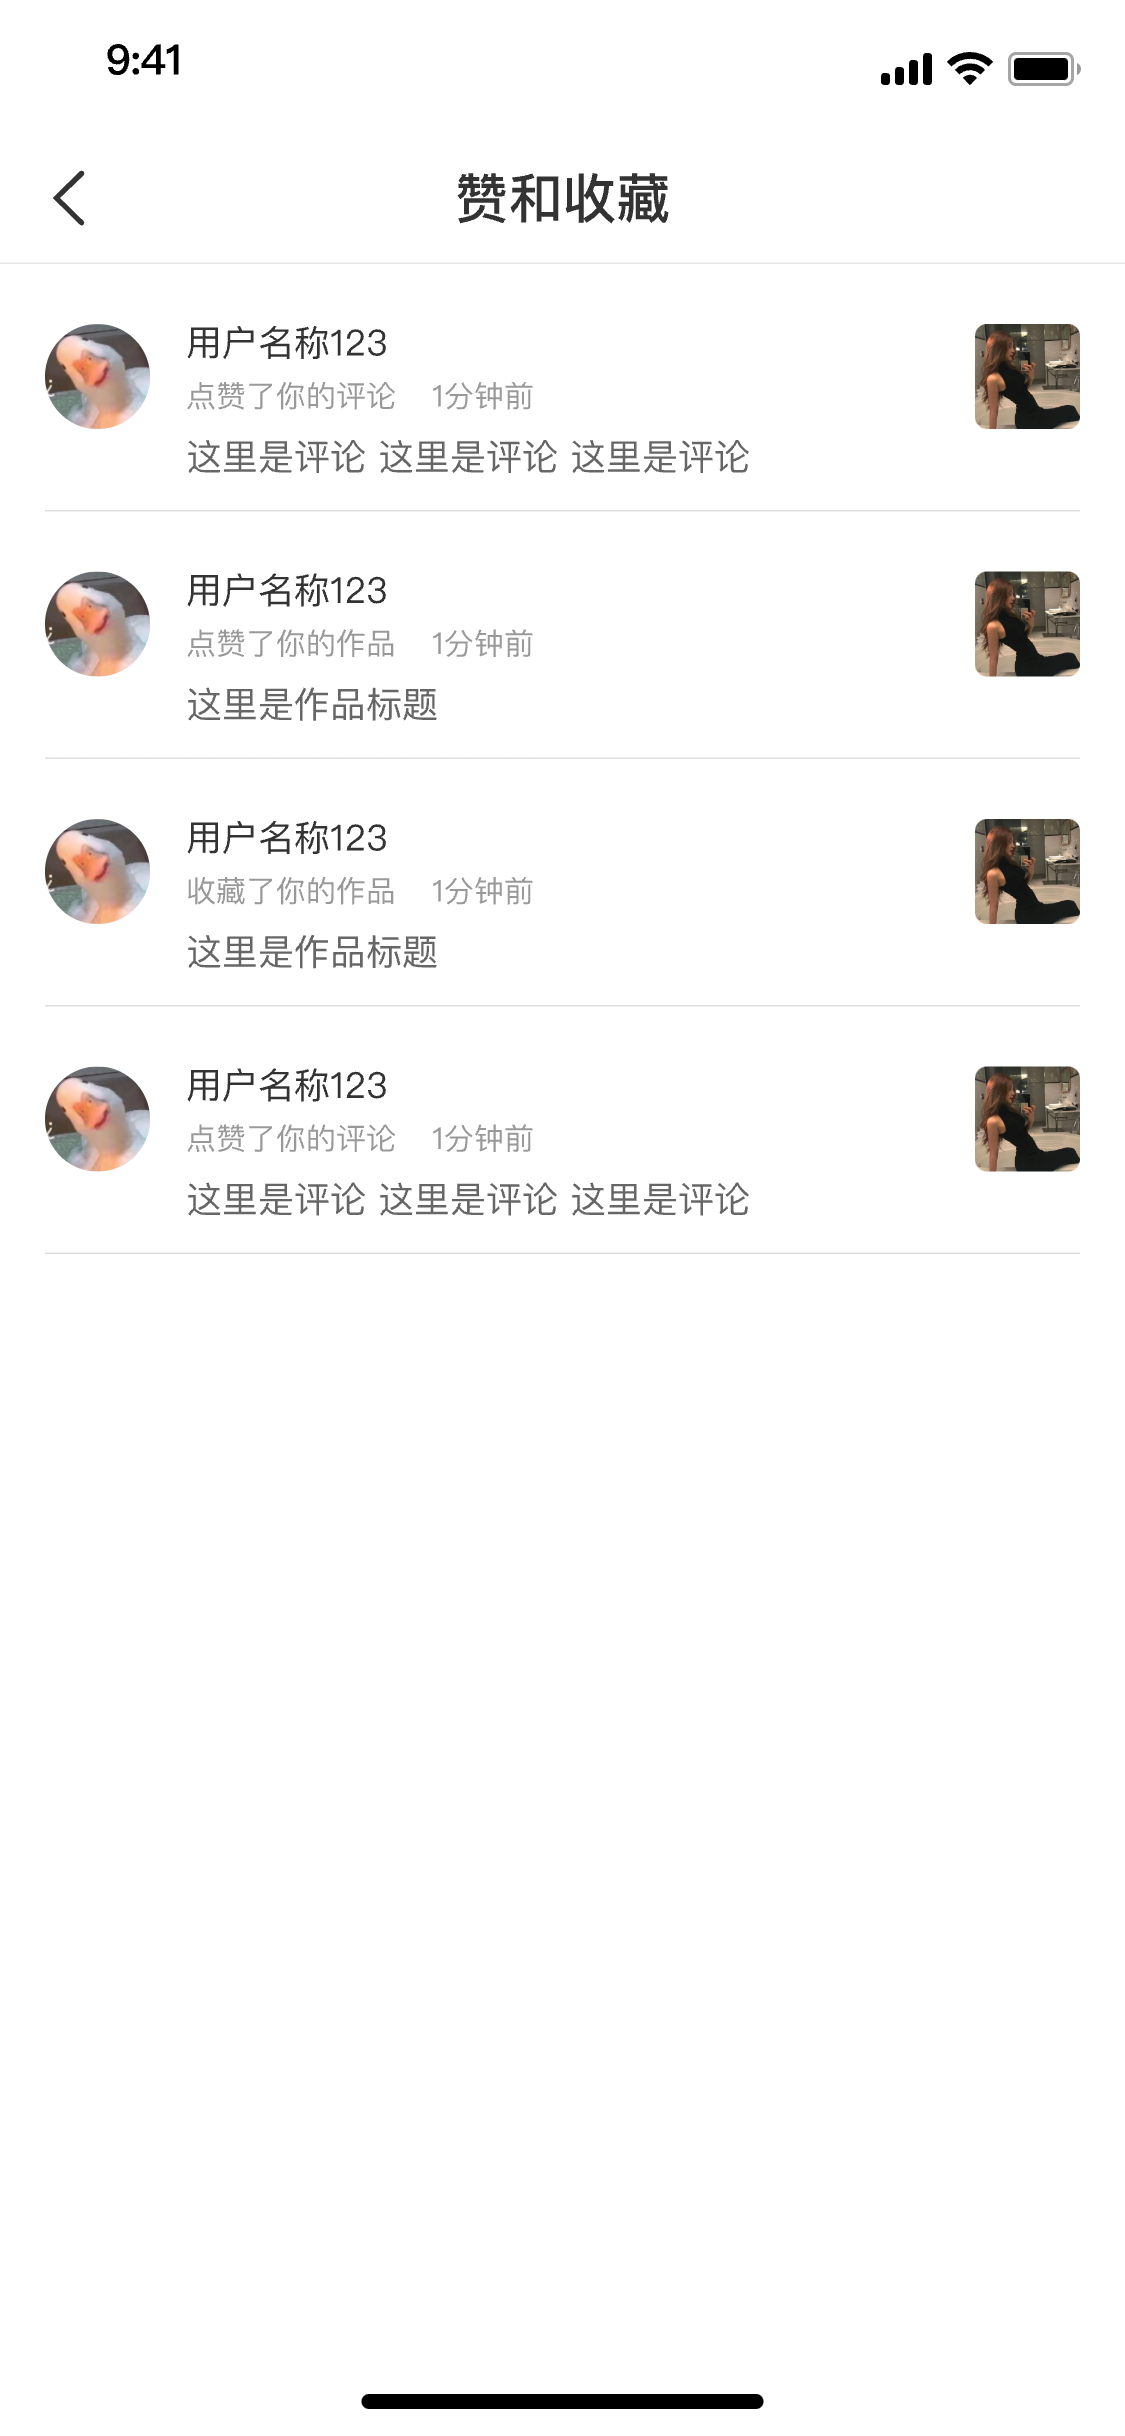 9:41
赞和收藏
用户名称123
点赞了你的评论 1分钟前
这里是评论 这里是评论 这里是评论
用户名称123
点赞了你的作品 1分钟前
这里是作品标题
用户名称123
收藏了你的作品 1分钟前
这里是作品标题
用户名称123
点赞了你的评论 1分钟前
这里是评论 这里是评论 这里是评论